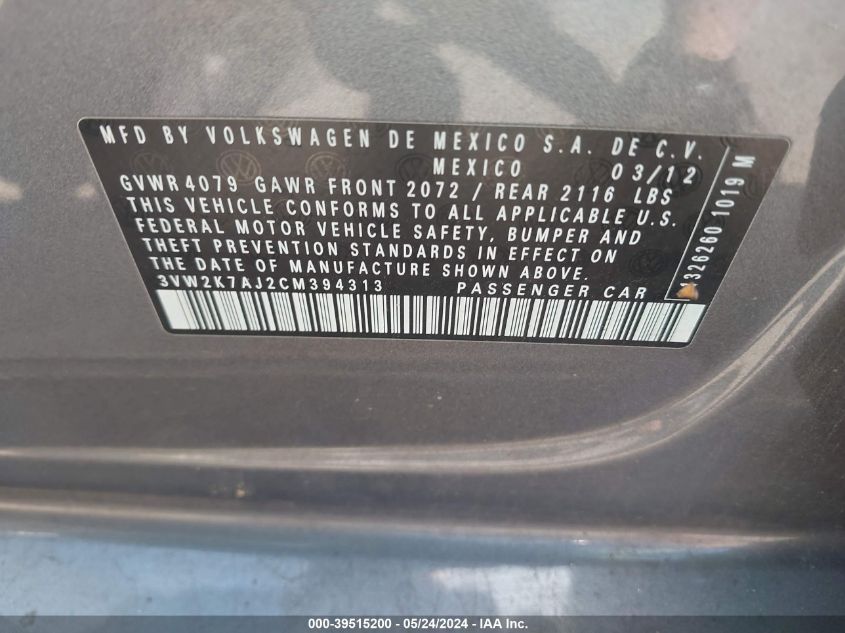 MFD BY VOLKSWAGEN DE MEXICO S.A. DE C.V.
MEXICO 03/12
GVWR 4079 GAWR FRONT 2072 / REAR 2116 LBS
THIS VEHICLE CONFORMS TO ALL APPLICABLE U.S.
FEDERAL MOTOR VEHICLE SAFETY, BUMPER AND
THEFT PREVENTION STANDARDS IN EFFECT ON
THE DATE OF MANUFACTURE SHOWN ABOVE.
3VW2K7AJ2CM394313 PASSENGER CAR
1326260 1019 M
000-39515200 - 05/24/2024 - IAA Inc.